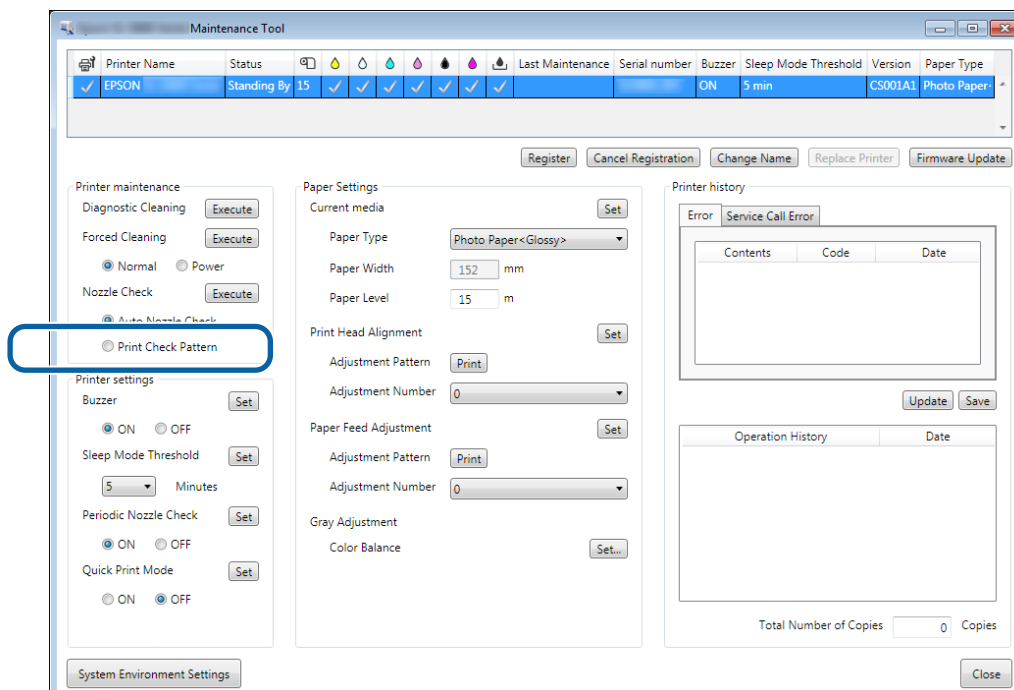 Maintenance Tool
Printer Name Status Last Maintenance Serial number Buzzer Sleep Mode Threshold Version Paper Type
EPSON Standing By 15 ON 5 min CS001A1 Photo Paper
Register Cancel Registration Change Name Replace Printer Firmware Update
Printer maintenance
Diagnostic Cleaning Execute
Forced Cleaning Execute
Normal Power
Nozzle Check Execute
Auto Nozzle Check
Print Check Pattern
Printer settings
Buzzer Set
ON OFF
Sleep Mode Threshold Set
5 Minutes
Periodic Nozzle Check Set
ON OFF
Quick Print Mode Set
ON OFF
Paper Settings
Current media Set
Paper Type Photo Paper<Glossy>
Paper Width 152 mm
Paper Level 15 m
Print Head Alignment Set
Adjustment Pattern Print
Adjustment Number 0
Paper Feed Adjustment Set
Adjustment Pattern Print
Adjustment Number 0
Gray Adjustment
Color Balance Set...
Printer history
Error Service Call Error
Contents Code Date
Update Save
Operation History Date
Total Number of Copies 0 Copies
System Environment Settings Close